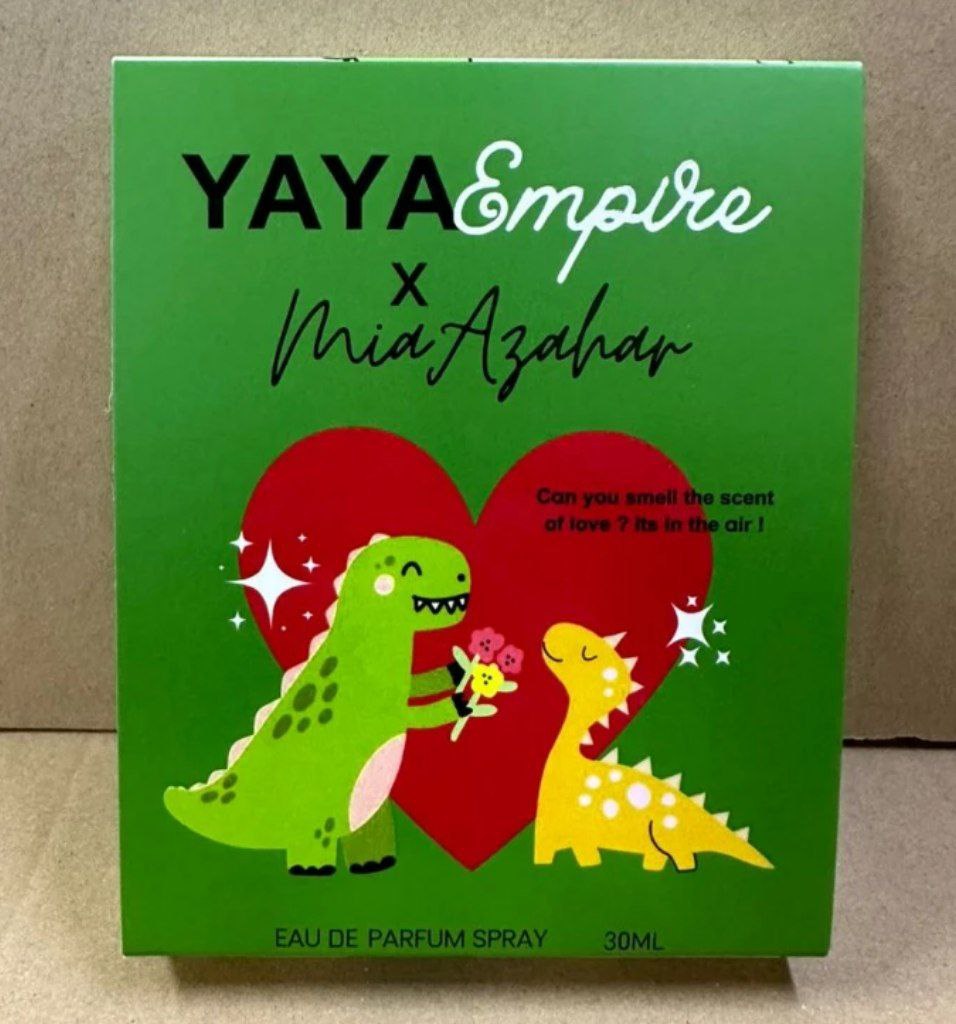 YAYA Empire
X
Mia Azahar
Can you smell the scent
of love ? Its in the air !
EAU DE PARFUM SPRAY 30ML